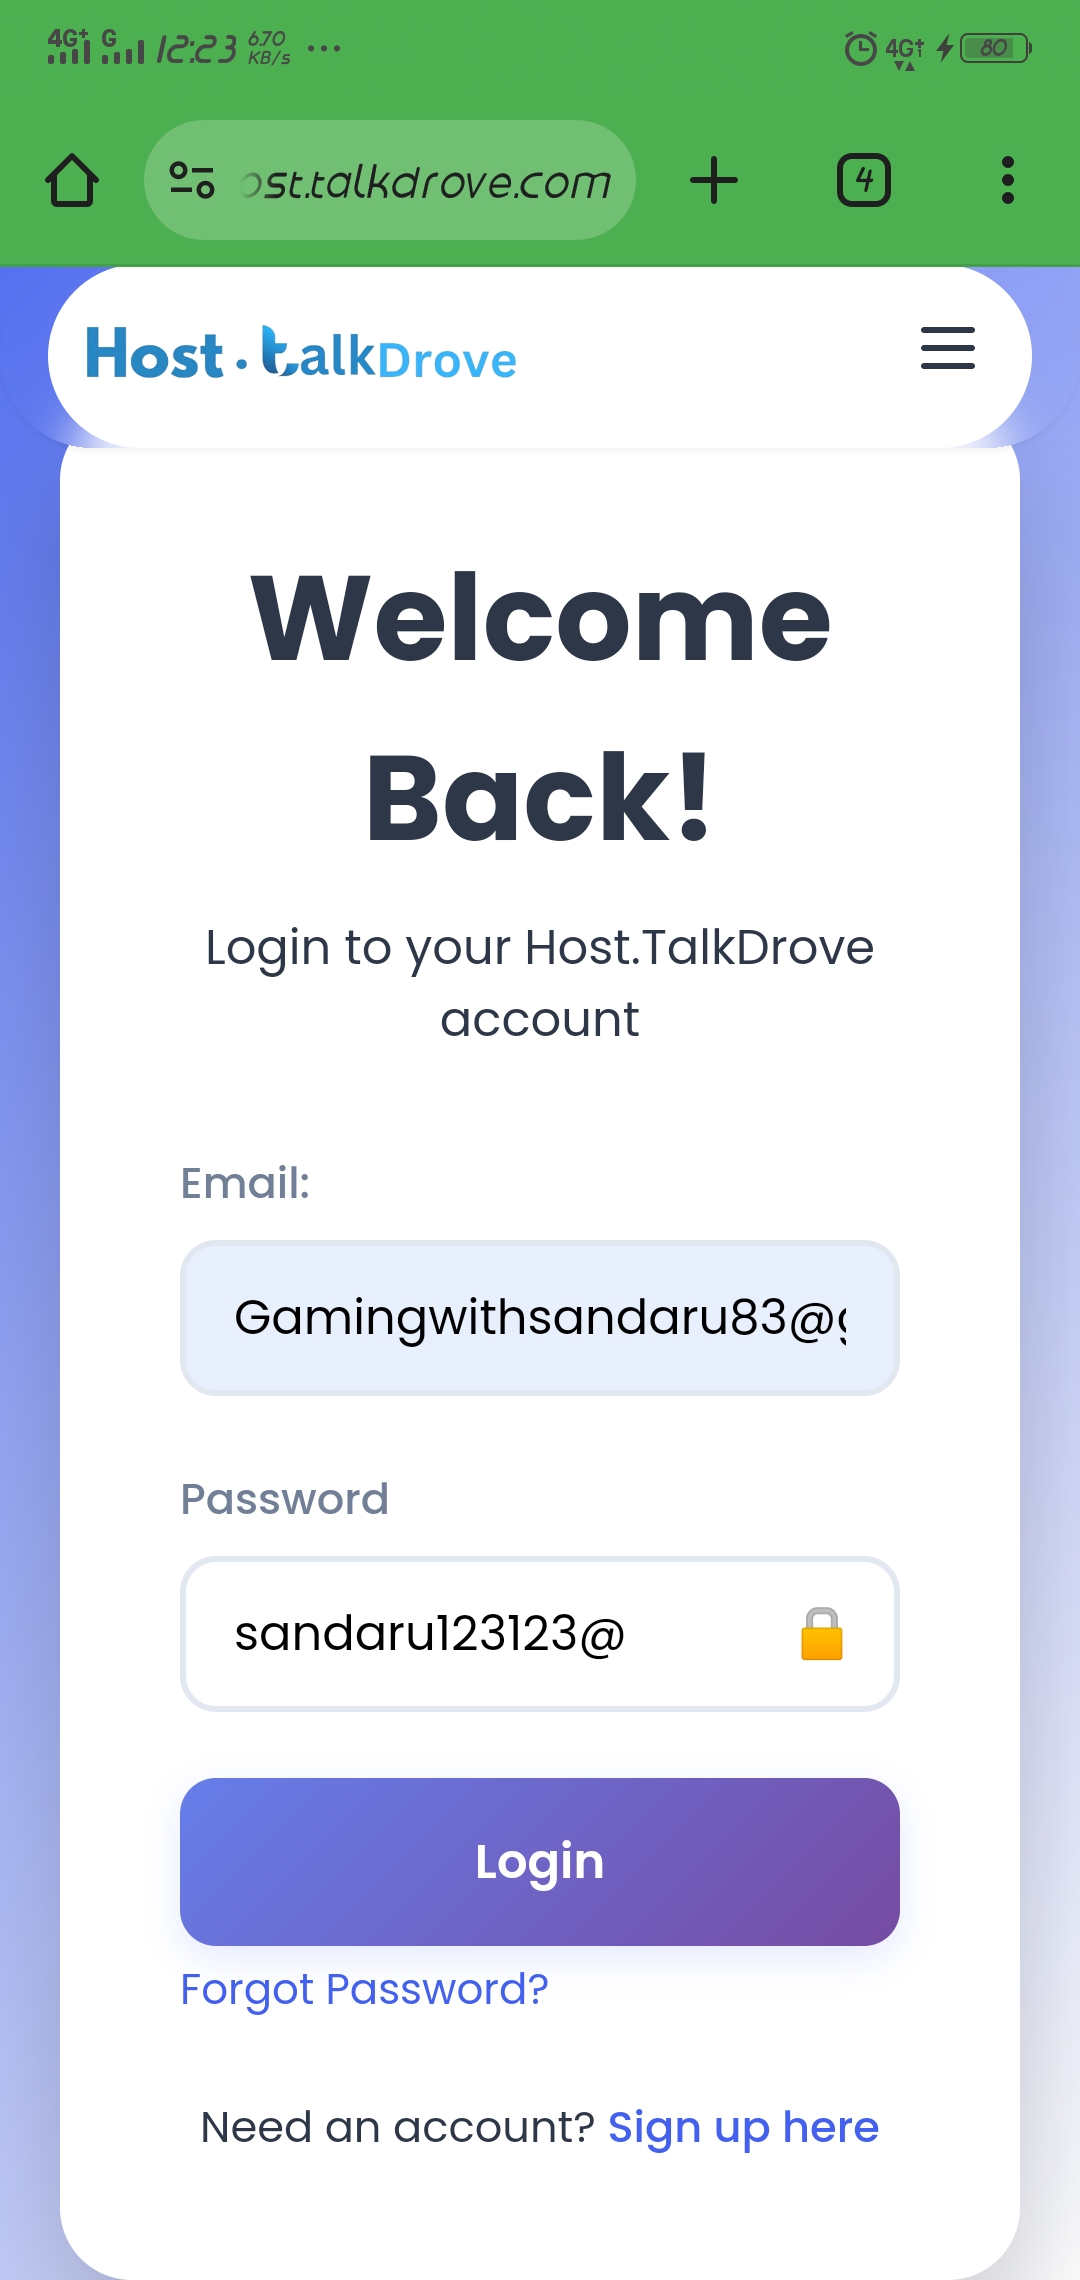 4G+ G 12:23 6.70 KB/s ... 4G+ 80
ost.talkdrove.com 4
Host.talkDrove
Welcome
Back!
Login to your Host.TalkDrove
account
Email:
Gamingwithsandaru83@
Password
sandaru123123@
Login
Forgot Password?
Need an account? Sign up here